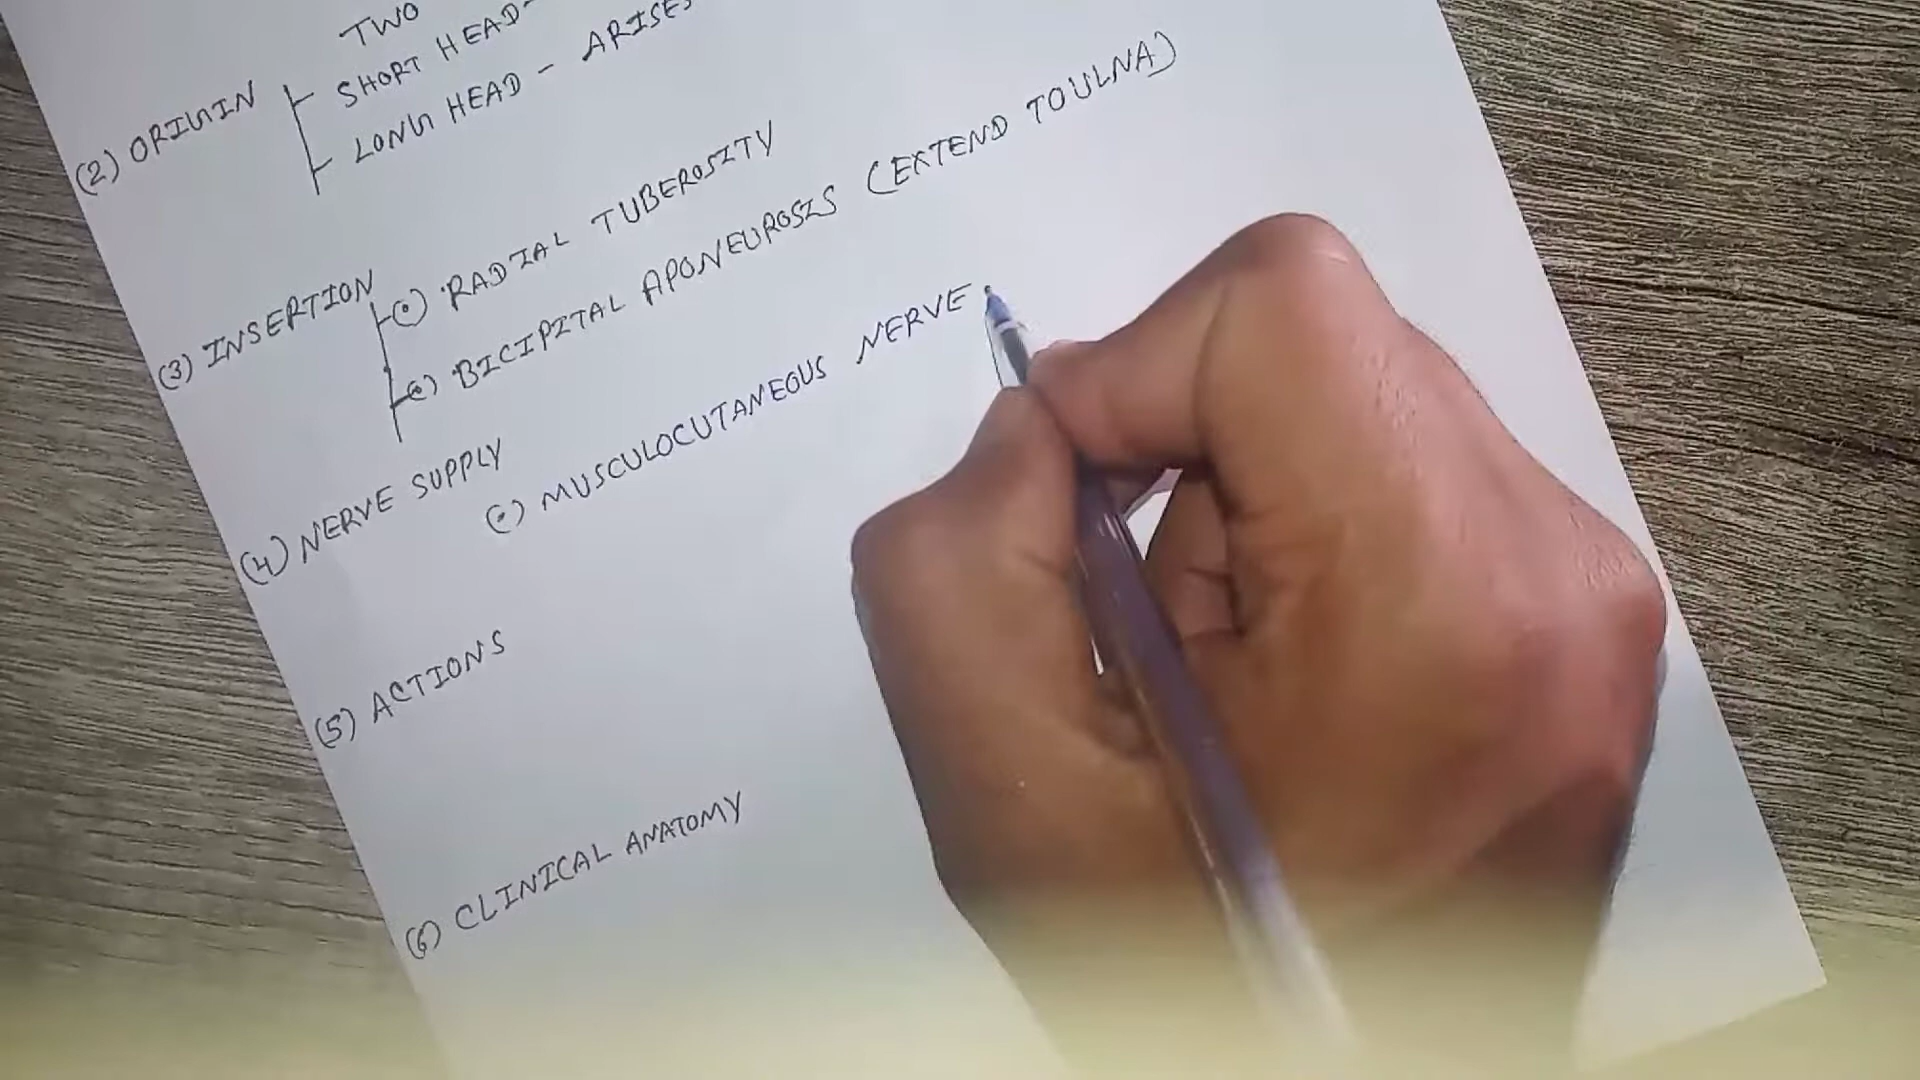 TWO
(2) ORIGIN
SHORT HEAD-
LONG HEAD - ARISES
(3) INSERTION
RADIAL TUBEROSITY
BICIPITAL APONEUROSIS (EXTEND TO ULNA)
(4) NERVE SUPPLY
MUSCULOCUTANEOUS NERVE
(5) ACTIONS
(6) CLINICAL ANATOMY